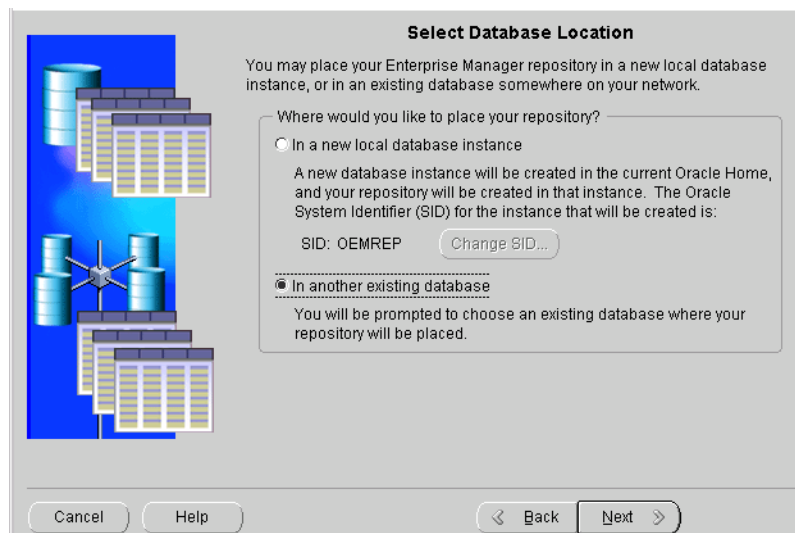 Select Database Location
You may place your Enterprise Manager repository in a new local database
instance, or in an existing database somewhere on your network.
Where would you like to place your repository?
In a new local database instance
A new database instance will be created in the current Oracle Home,
and your repository will be created in that instance. The Oracle
System Identifier (SID) for the instance that will be created is:
SID: OEMREP Change SID...
In another existing database
You will be prompted to choose an existing database where your
repository will be placed.
Cancel Help Back Next